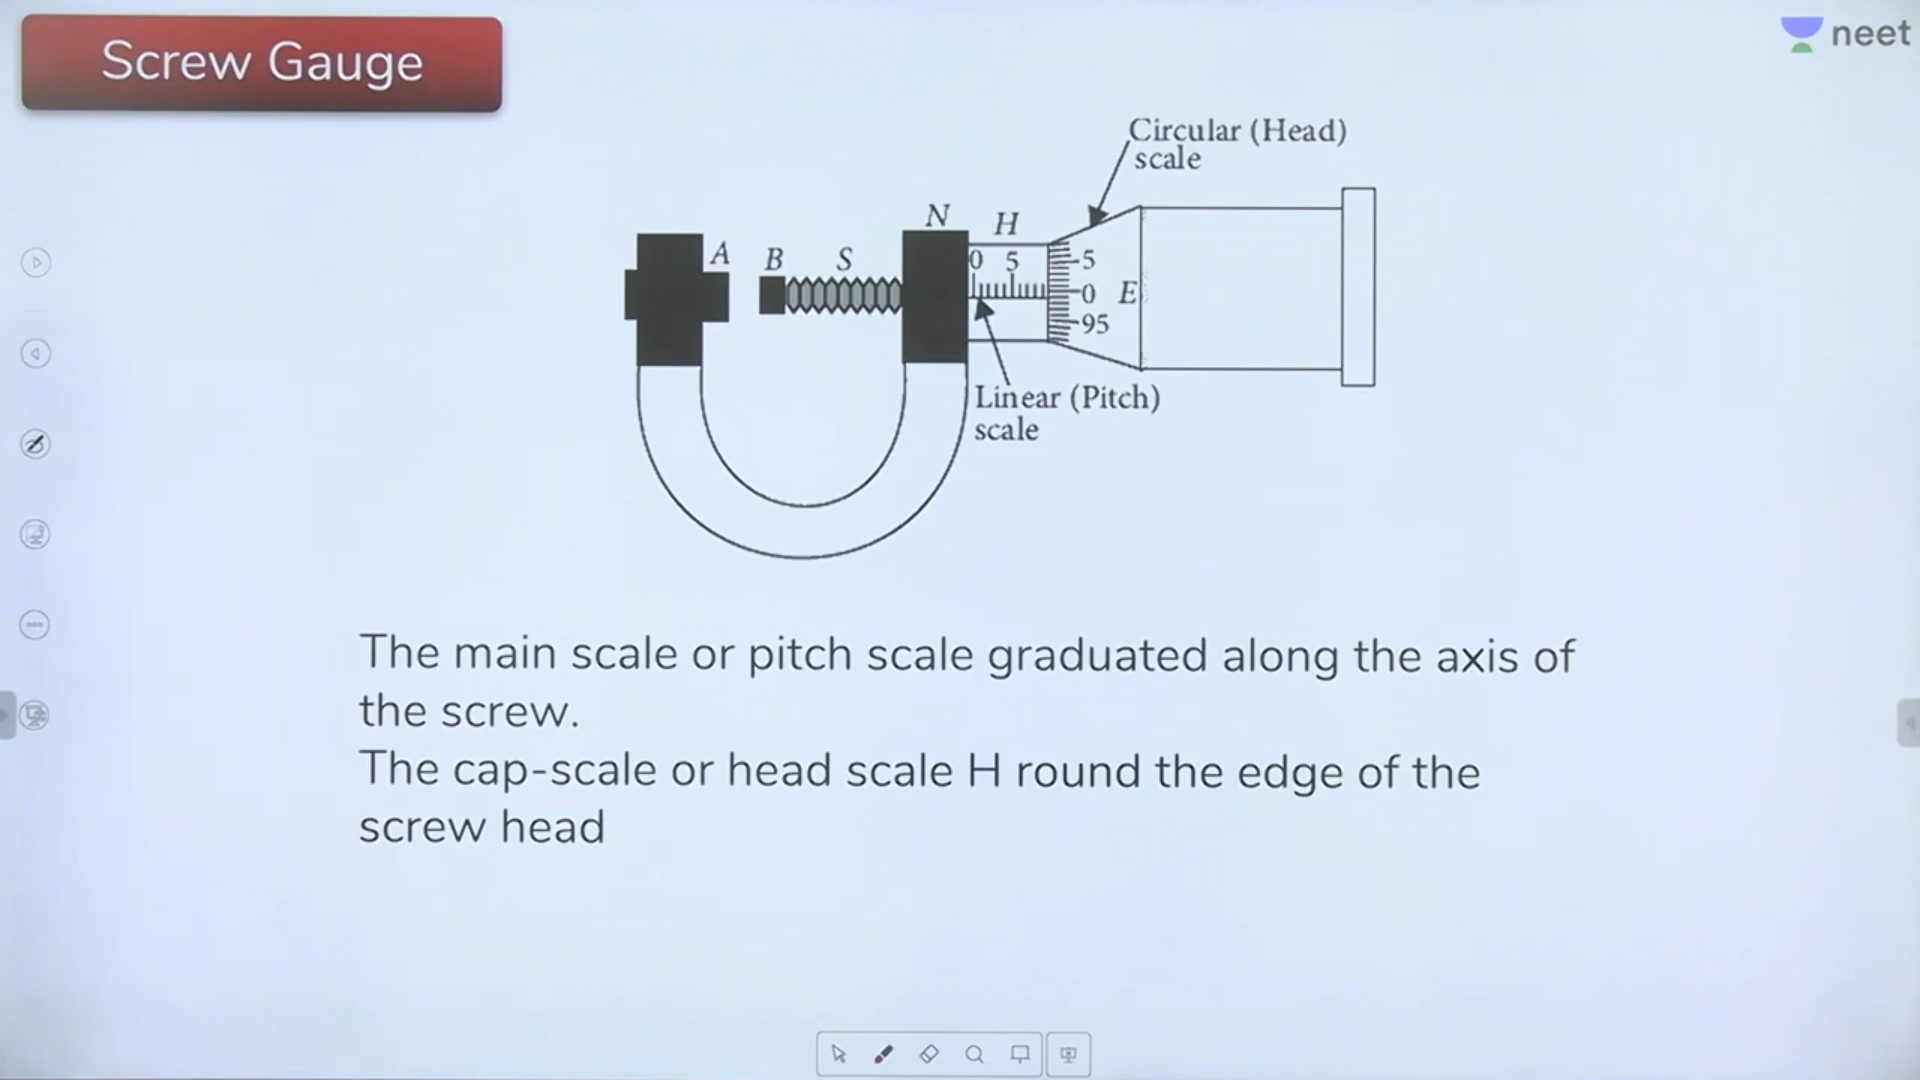 Screw Gauge
neet
Circular (Head)
scale
N
H
A
B
S
0 5
5
0
E
95
Linear (Pitch)
scale
The main scale or pitch scale graduated along the axis of
the screw.
The cap-scale or head scale H round the edge of the
screw head